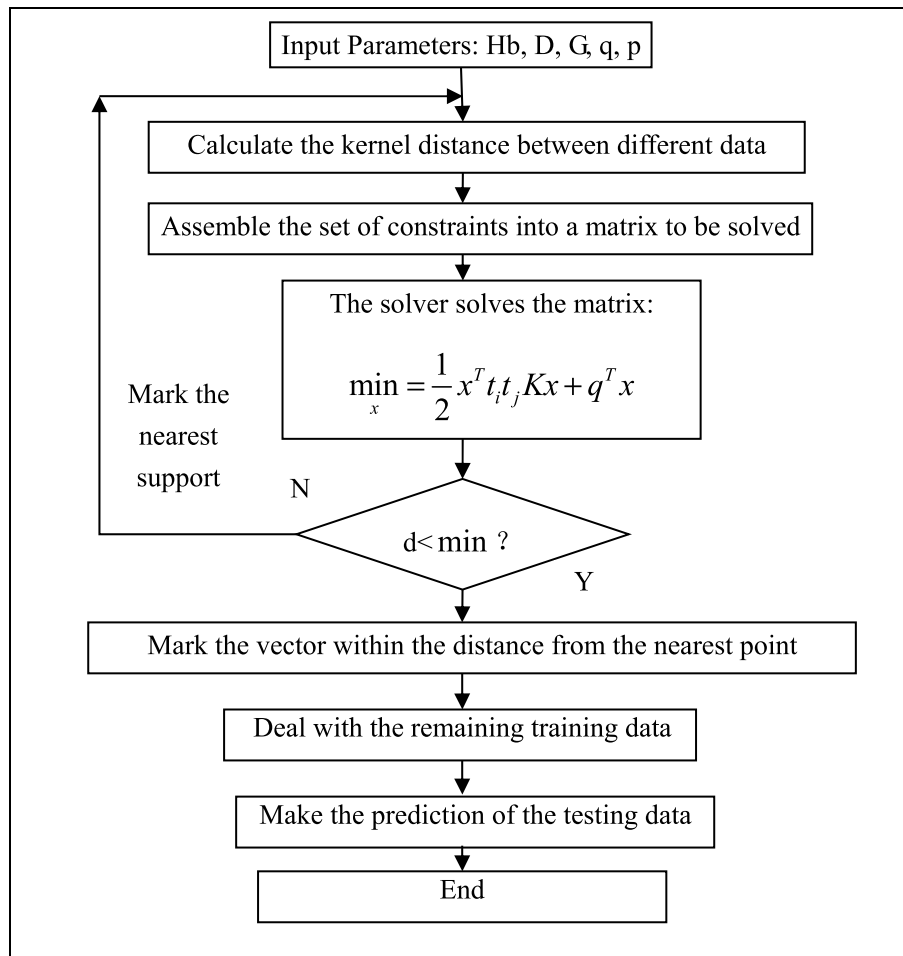 Input Parameters: Hb, D, G, q, p
Calculate the kernel distance between different data
Assemble the set of constraints into a matrix to be solved
The solver solves the matrix:
min_x = 1/2 x^T t_i t_j Kx + q^T x
Mark the
nearest
support
N
d< min ？
Y
Mark the vector within the distance from the nearest point
Deal with the remaining training data
Make the prediction of the testing data
End